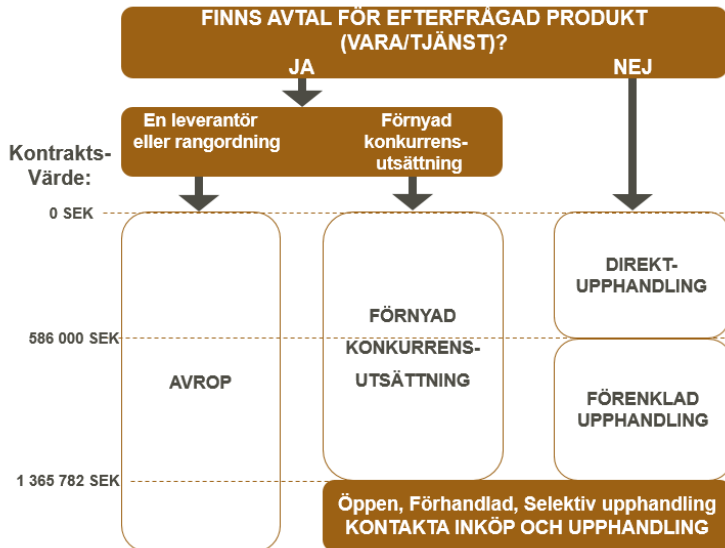 FINNS AVTAL FÖR EFTERFRÅGAD PRODUKT
(VARA/TJÄNST)?
JA
NEJ
En leverantör
eller rangordning
Förnyad
konkurrens-
utsättning
Kontrakts-
Värde:
0 SEK
DIREKT-
UPPHANDLING
586 000 SEK
FÖRNYAD
KONKURRENS-
UTSÄTTNING
AVROP
FÖRENKLAD
UPPHANDLING
1 365 782 SEK
Öppen, Förhandlad, Selektiv upphandling
KONTAKTA INKÖP OCH UPPHANDLING